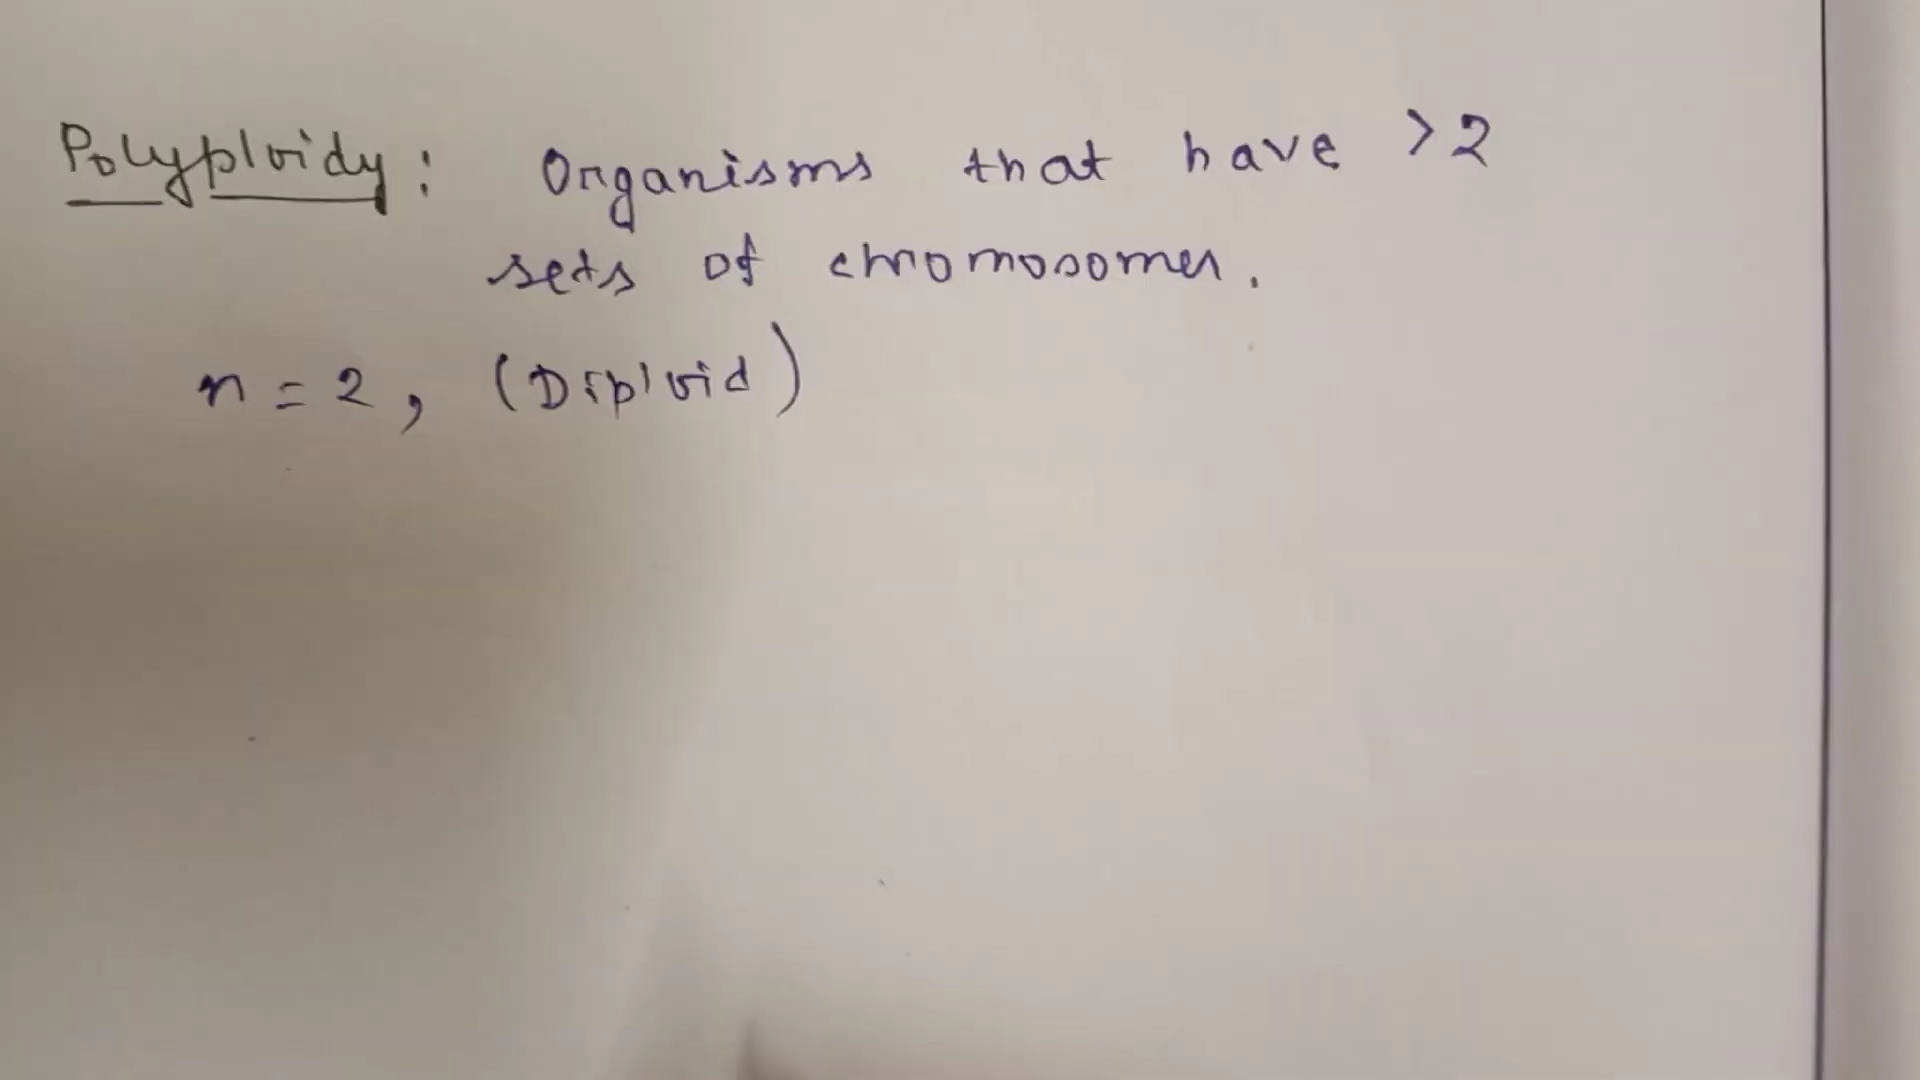 Polyploidy: Organisms that have >2
sets of chromosomes.
n = 2, (Diploid)